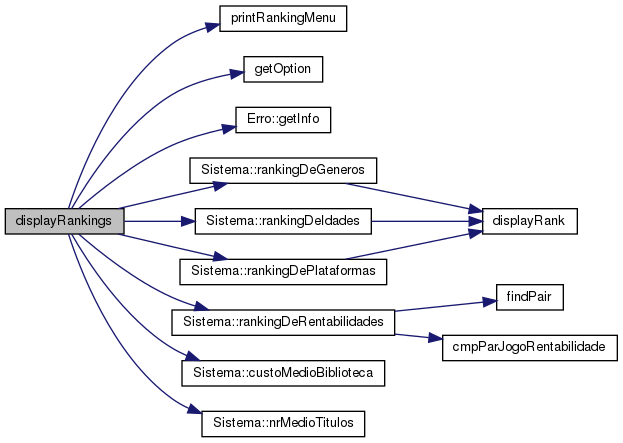 printRankingMenu
getOption
Erro::getInfo
Sistema::rankingDeGeneros
displayRankings
Sistema::rankingDeIdades
displayRank
Sistema::rankingDePlataformas
findPair
Sistema::rankingDeRentabilidades
cmpParJogoRentabilidade
Sistema::custoMedioBiblioteca
Sistema::nrMedioTitulos